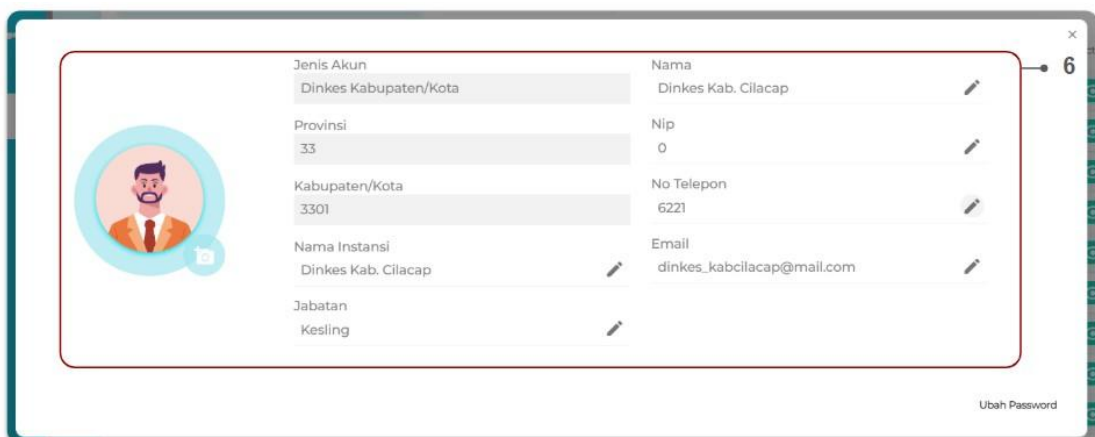 ×
6
Jenis Akun
Dinkes Kabupaten/Kota
Provinsi
33
Kabupaten/Kota
3301
Nama Instansi
Dinkes Kab. Cilacap
Jabatan
Kesling
Nama
Dinkes Kab. Cilacap
Nip
0
No Telepon
6221
Email
dinkes_kabcilacap@mail.com
Ubah Password